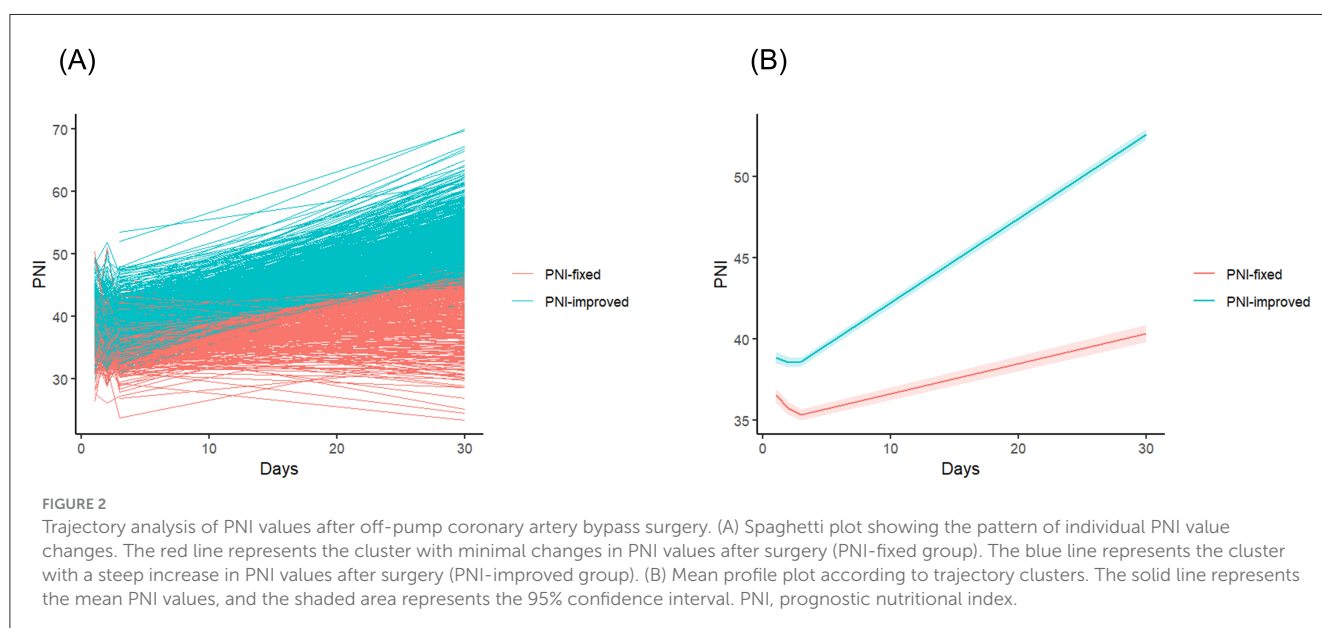 (A)
PNI
70
60
50
40
30
0
10
20
30
Days
PNI-fixed
PNI-improved
(B)
PNI
50
45
40
35
0
10
20
30
Days
PNI-fixed
PNI-improved
FIGURE 2
Trajectory analysis of PNI values after off-pump coronary artery bypass surgery. (A) Spaghetti plot showing the pattern of individual PNI value
changes. The red line represents the cluster with minimal changes in PNI values after surgery (PNI-fixed group). The blue line represents the cluster
with a steep increase in PNI values after surgery (PNI-improved group). (B) Mean profile plot according to trajectory clusters. The solid line represents
the mean PNI values, and the shaded area represents the 95% confidence interval. PNI, prognostic nutritional index.